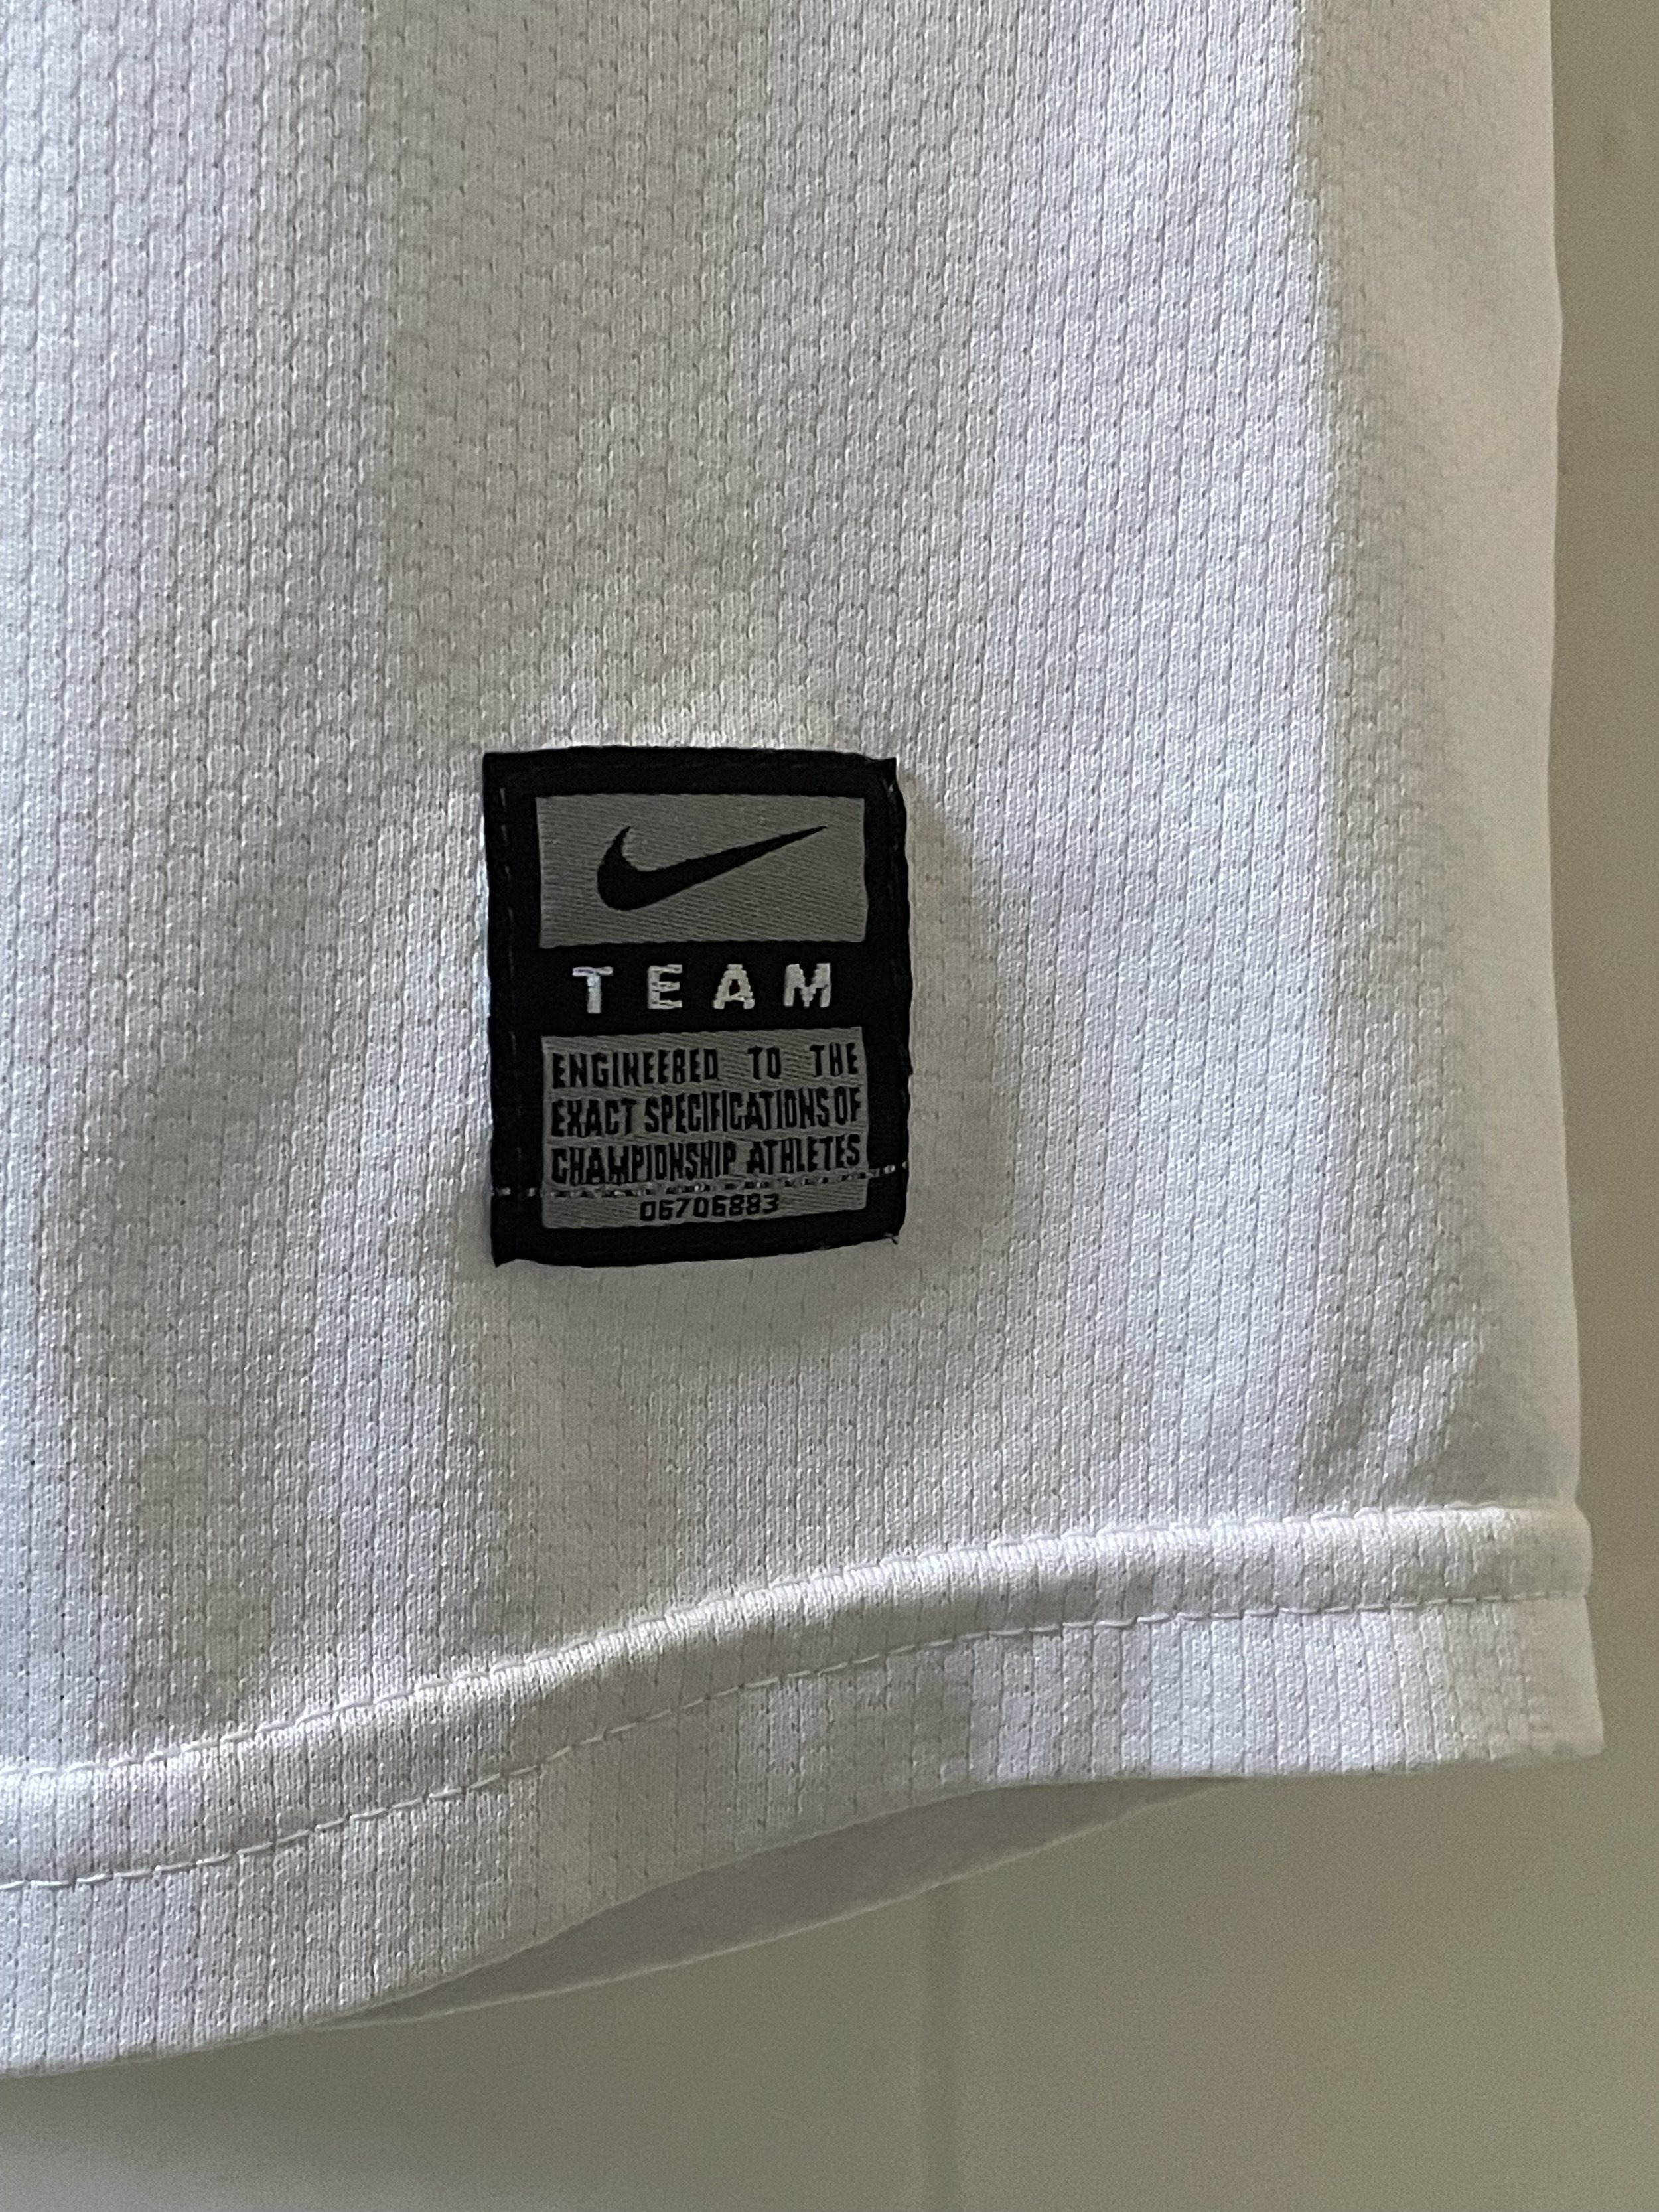 TEAM
ENGINEERED TO THE
EXACT SPECIFICATIONS OF
CHAMPIONSHIP ATHLETES
06706883